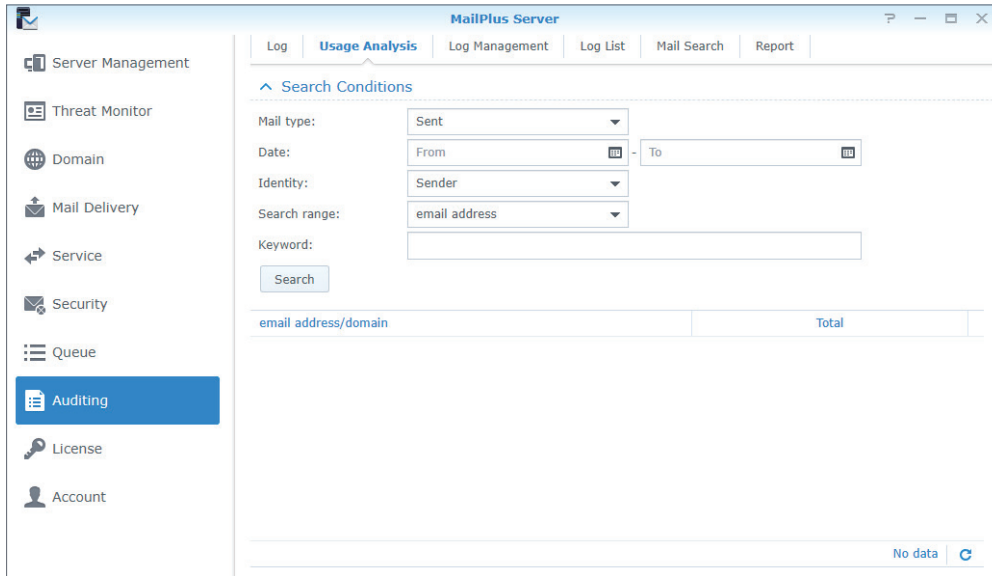 MailPlus Server
Server Management
Threat Monitor
Domain
Mail Delivery
Service
Security
Queue
Auditing
License
Account
Log Usage Analysis Log Management Log List Mail Search Report
Search Conditions
Mail type: Sent
Date: From - To
Identity: Sender
Search range: email address
Keyword:
Search
email address/domain Total
No data